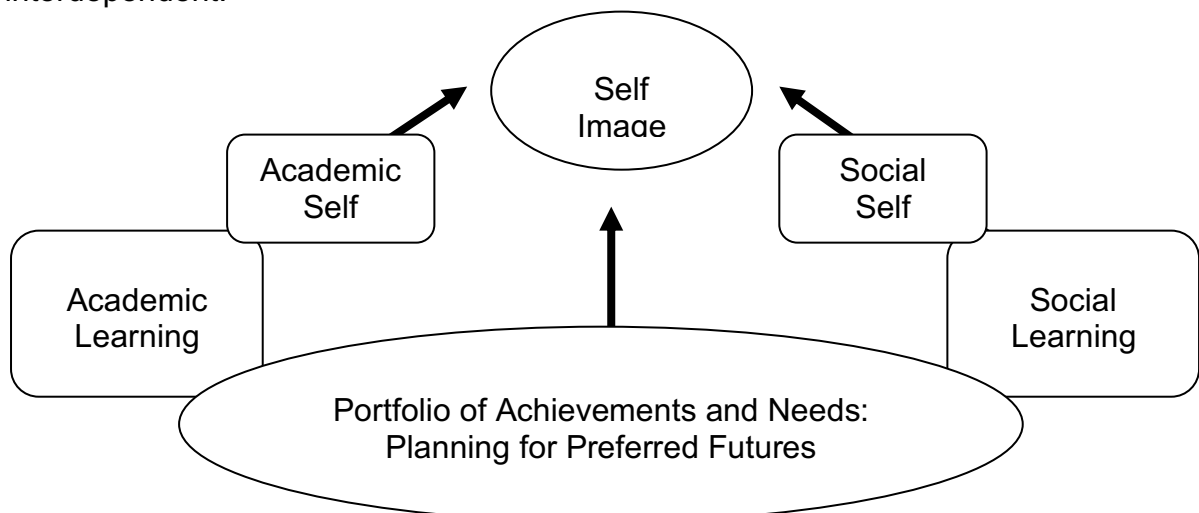 interdependent.
Self
Image
Academic
Self
Social
Self
Academic
Learning
Social
Learning
Portfolio of Achievements and Needs:
Planning for Preferred Futures